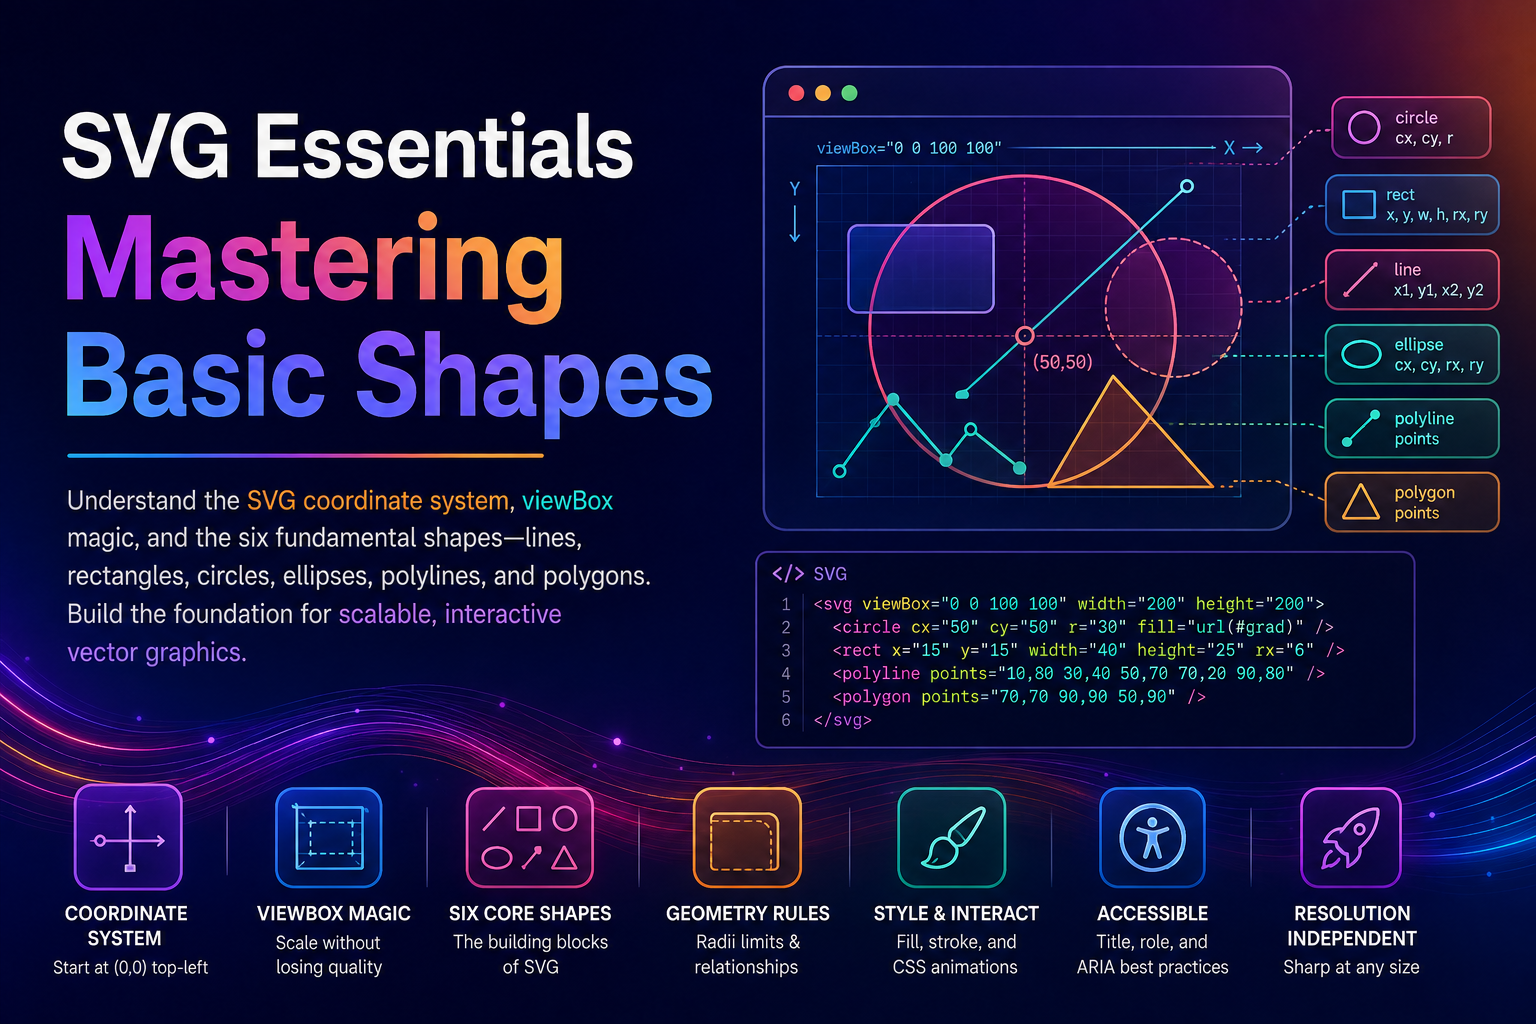 SVG Essentials
Mastering
Basic Shapes
Understand the SVG coordinate system, viewBox
magic, and the six fundamental shapes—lines,
rectangles, circles, ellipses, polylines, and polygons.
Build the foundation for scalable, interactive
vector graphics.
viewBox="0 0 100 100"
X
Y
(50,50)
circle
cx, cy, r
rect
x, y, w, h, rx, ry
line
x1, y1, x2, y2
ellipse
cx, cy, rx, ry
polyline
points
polygon
points
</> SVG
1 <svg viewBox="0 0 100 100" width="200" height="200">
2 <circle cx="50" cy="50" r="30" fill="url(#grad)" />
3 <rect x="15" y="15" width="40" height="25" rx="6" />
4 <polyline points="10,80 30,40 50,70 70,20 90,80" />
5 <polygon points="70,70 90,90 50,90" />
6 </svg>
COORDINATE
SYSTEM
Start at (0,0) top-left
VIEWBOX MAGIC
Scale without
losing quality
SIX CORE SHAPES
The building blocks
of SVG
GEOMETRY RULES
Radii limits &
relationships
STYLE & INTERACT
Fill, stroke, and
CSS animations
ACCESSIBLE
Title, role, and
ARIA best practices
RESOLUTION
INDEPENDENT
Sharp at any size